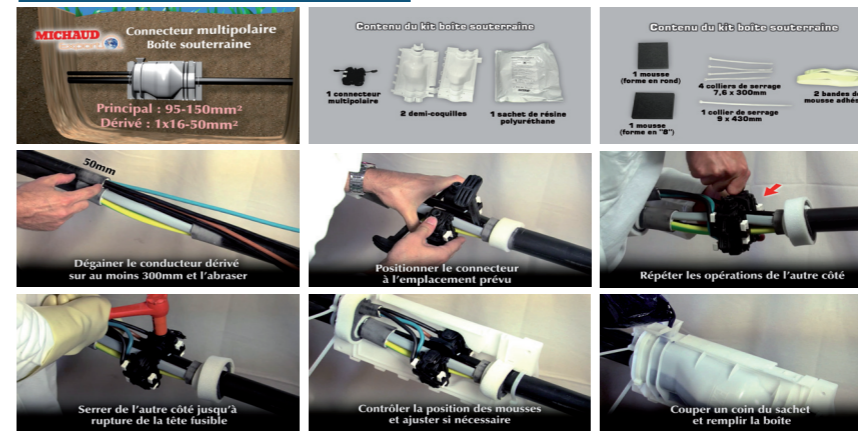 MICHAUD
Connecteur multipolaire
Boîte souterraine
Principal : 95-150mm²
Dérivé : 1x16-50mm²
Contenu du kit boîte souterraine
1 connecteur
multipolaire
2 demi-coquilles
1 sachet de résine
polyuréthane
Contenu du kit boîte souterraine
1 mousse
(forme en rond)
4 colliers de serrage
7,6 x 300mm
2 bandes de
mousse adhés
1 mousse
(forme en "8")
1 collier de serrage
9 x 430mm
50mm
Dégainer le conducteur dérivé
sur au moins 300mm et l'abraser
Positionner le connecteur
à l'emplacement prévu
Répéter les opérations de l'autre côté
Serrer de l'autre côté jusqu'à
rupture de la tête fusible
Contrôler la position des mousses
et ajuster si nécessaire
Couper un coin du sachet
et remplir la boîte